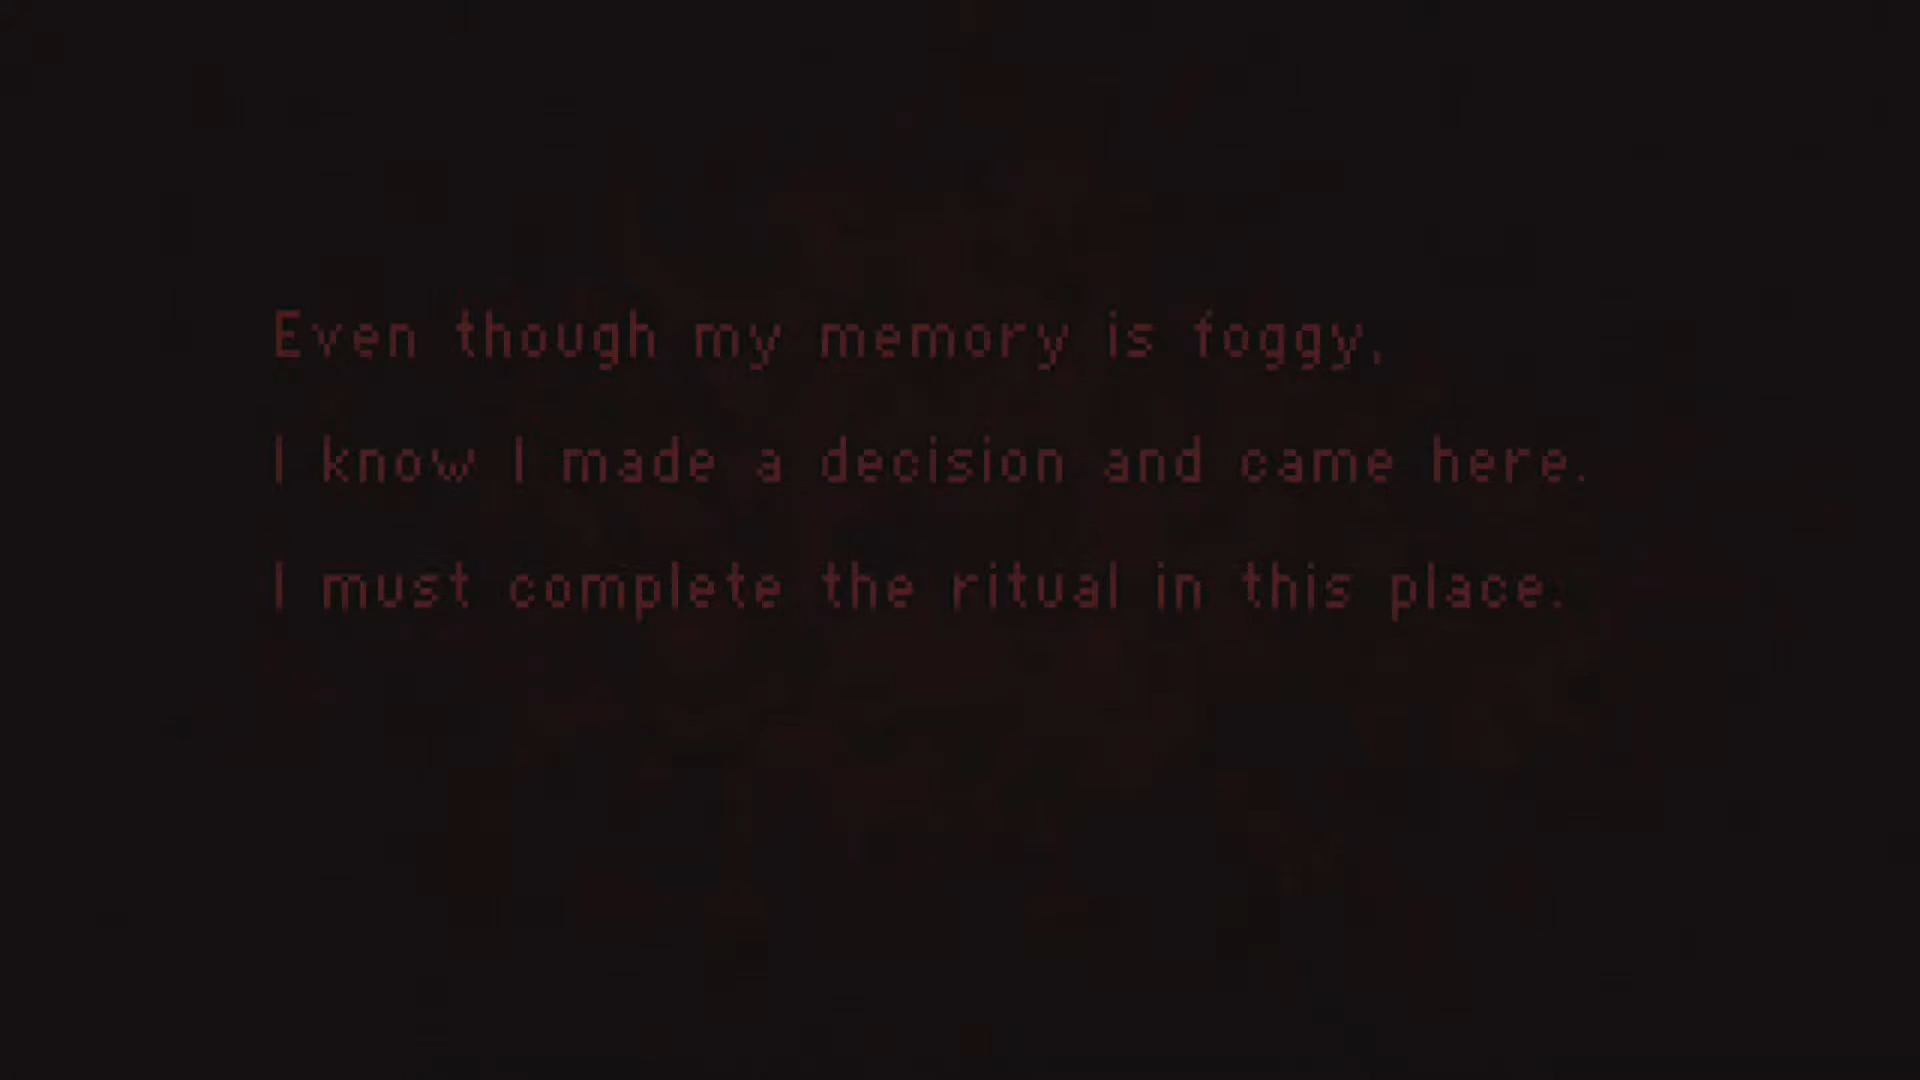 Even though my memory is foggy,
I know I made a decision and came here.
I must complete the ritual in this place.